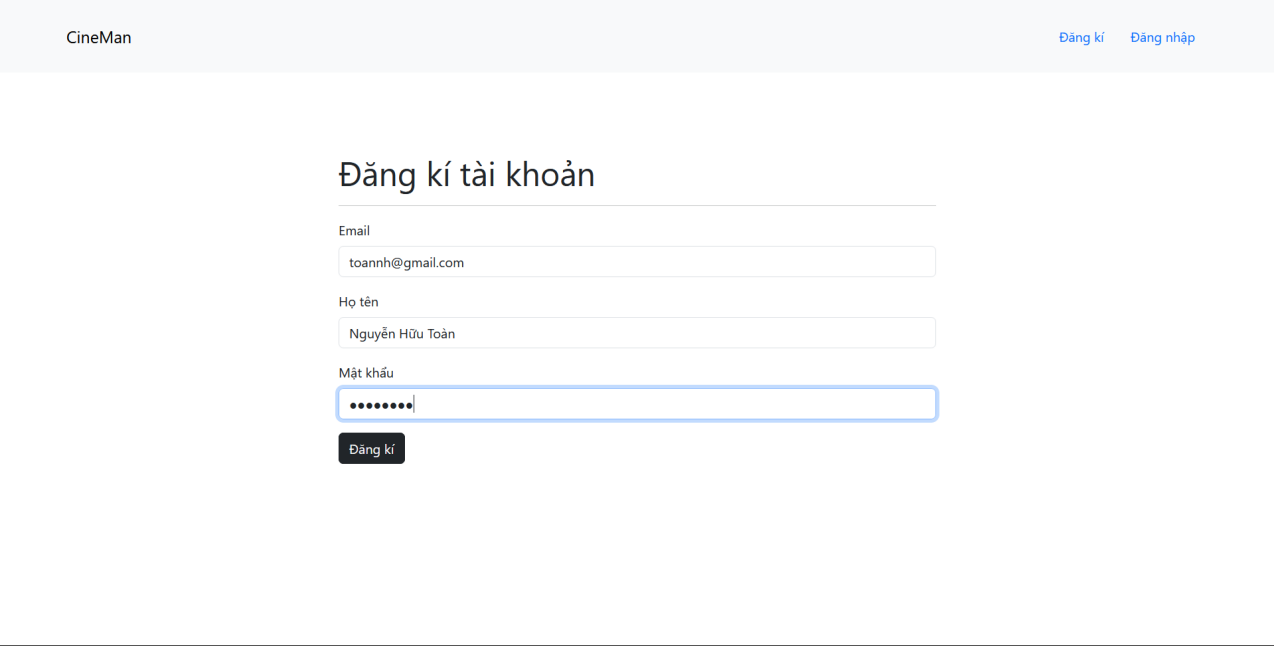 CineMan
Đăng kí Đăng nhập
Đăng kí tài khoản
Email
toannh@gmail.com
Họ tên
Nguyễn Hữu Toàn
Mật khẩu
••••••••
Đăng kí